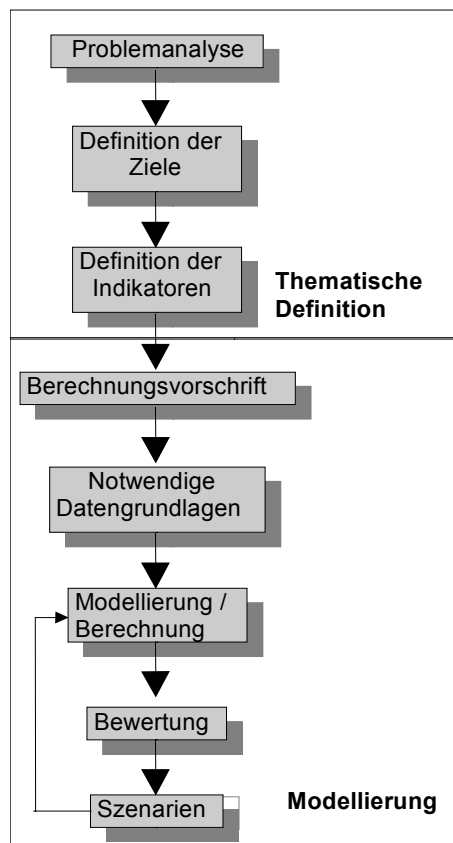 Problemanalyse
Definition der
Ziele
Definition der
Indikatoren
Thematische
Definition
Berechnungsvorschrift
Notwendige
Datengrundlagen
Modellierung /
Berechnung
Bewertung
Szenarien
Modellierung